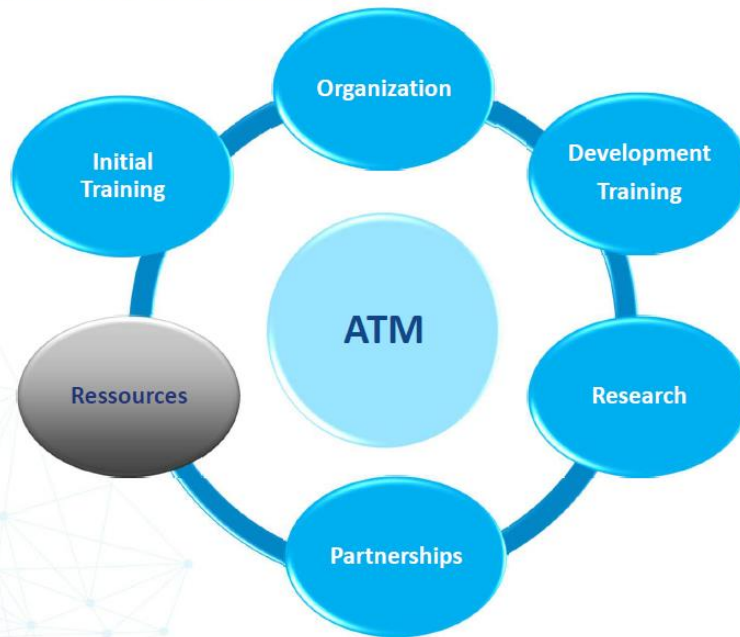 Organization
Initial
Training
Development
Training
ATM
Ressources
Research
Partnerships